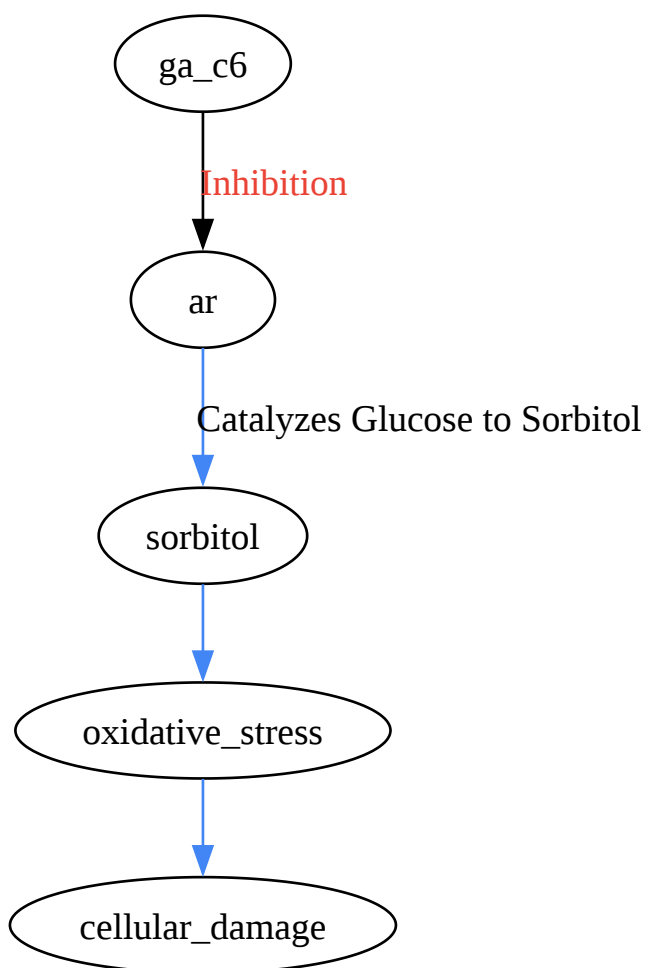 ga_c6
Inhibition
ar
Catalyzes Glucose to Sorbitol
sorbitol
oxidative_stress
cellular_damage